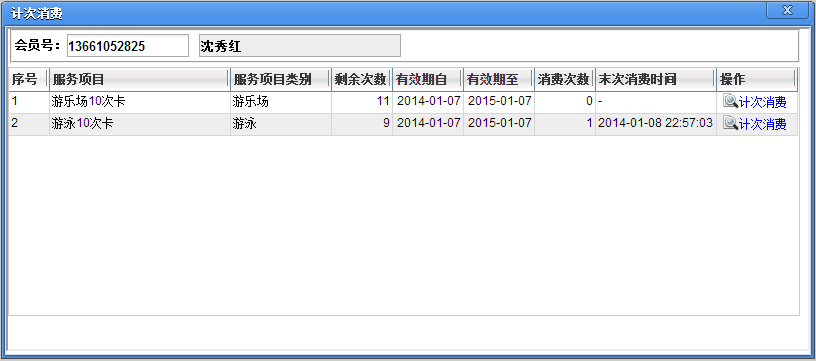 计次消费
会员号： 13661052825 沈秀红
序号 服务项目 服务项目类别 剩余次数 有效期自 有效期至 消费次数 末次消费时间 操作
1 游乐场10次卡 游乐场 11 2014-01-07 2015-01-07 0 - 计次消费
2 游泳10次卡 游泳 9 2014-01-07 2015-01-07 1 2014-01-08 22:57:03 计次消费